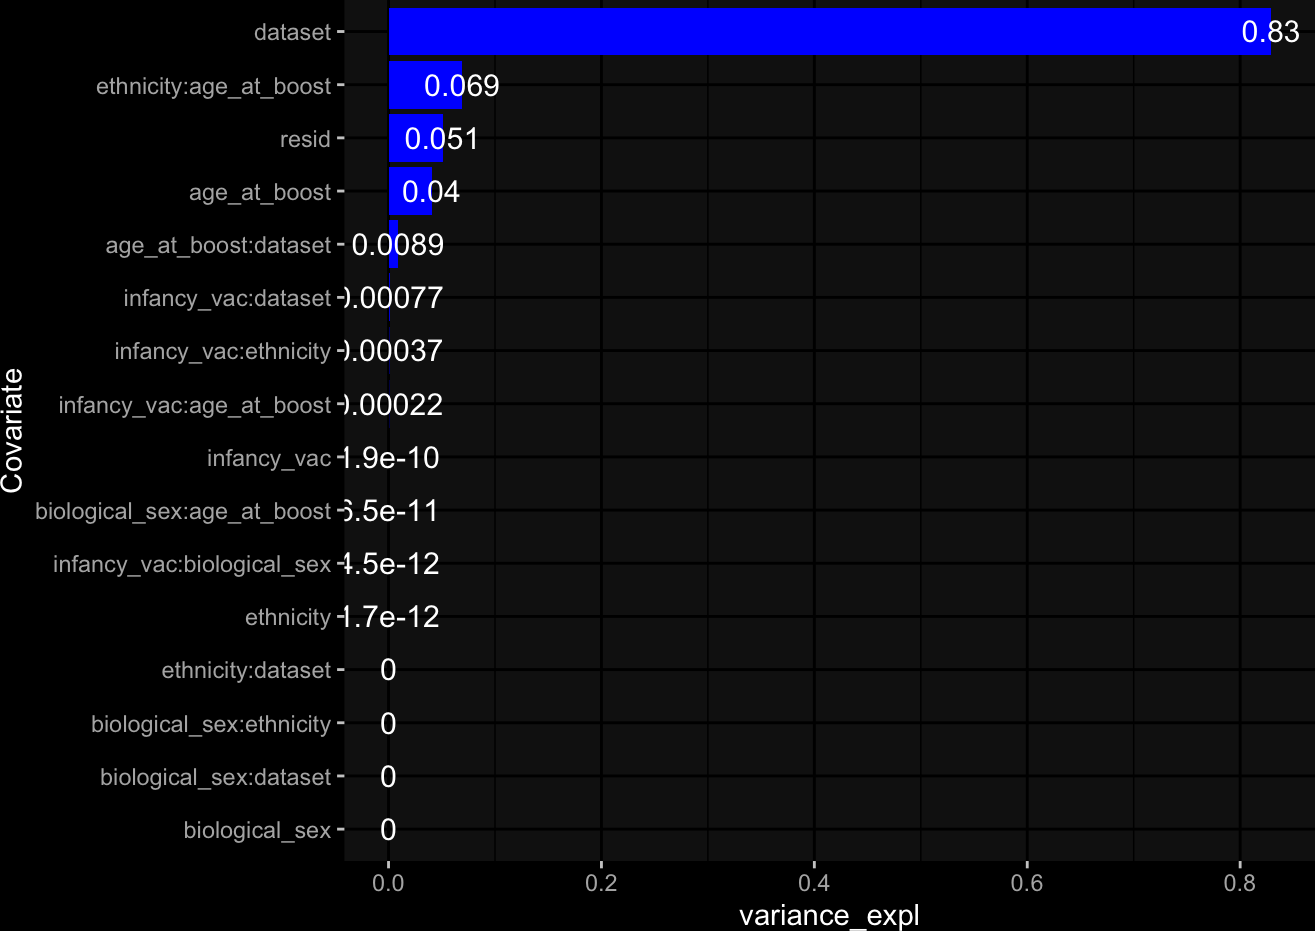 dataset 0.83
ethnicity:age_at_boost 0.069
resid 0.051
age_at_boost 0.04
age_at_boost:dataset 0.0089
infancy_vac:dataset 0.00077
infancy_vac:ethnicity 0.00037
infancy_vac:age_at_boost 0.00022
infancy_vac 1.9e-10
biological_sex:age_at_boost 6.5e-11
infancy_vac:biological_sex 4.5e-12
ethnicity 1.7e-12
ethnicity:dataset 0
biological_sex:ethnicity 0
biological_sex:dataset 0
biological_sex 0
Covariate
0.0 0.2 0.4 0.6 0.8
variance_expl